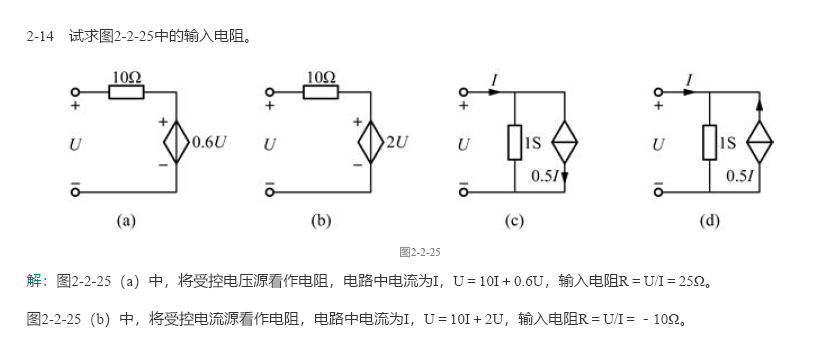 2-14 试求图2-2-25中的输入电阻。
10Ω 10Ω I I
+ + + + + +
U 0.6U U 2U U 1S U 1S
− − − − 0.5I − 0.5I −
(a) (b) (c) (d)
图2-2-25
解：图2-2-25（a）中，将受控电压源看作电阻，电路中电流为I，U = 10I + 0.6U，输入电阻R = U/I = 25Ω。
图2-2-25（b）中，将受控电流源看作电阻，电路中电流为I，U = 10I + 2U，输入电阻R = U/I = - 10Ω。